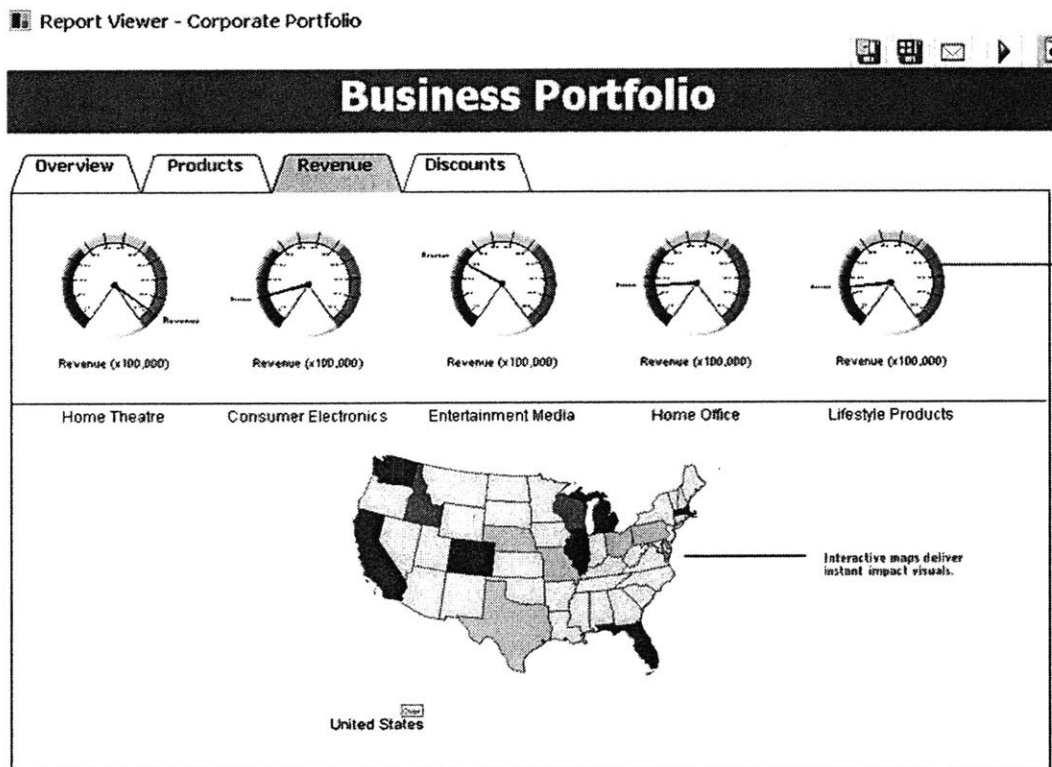 Report Viewer - Corporate Portfolio
Business Portfolio
Overview Products Revenue Discounts
Revenue
Revenue (x100,000) Revenue (x100,000) Revenue (x100,000) Revenue (x100,000) Revenue (x100,000)
Home Theatre Consumer Electronics Entertainment Media Home Office Lifestyle Products
Interactive maps deliver
instant impact visuals.
United States